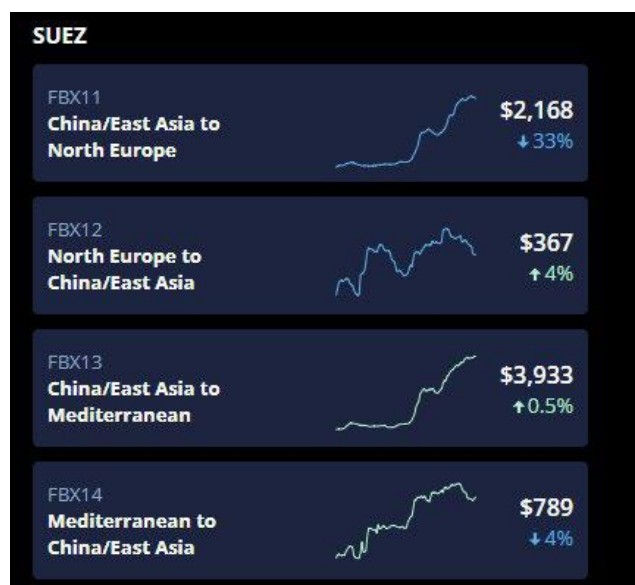 SUEZ
FBX11
China/East Asia to
North Europe
$2,168
↓33%
FBX12
North Europe to
China/East Asia
$367
↑4%
FBX13
China/East Asia to
Mediterranean
$3,933
↑0.5%
FBX14
Mediterranean to
China/East Asia
$789
↓4%